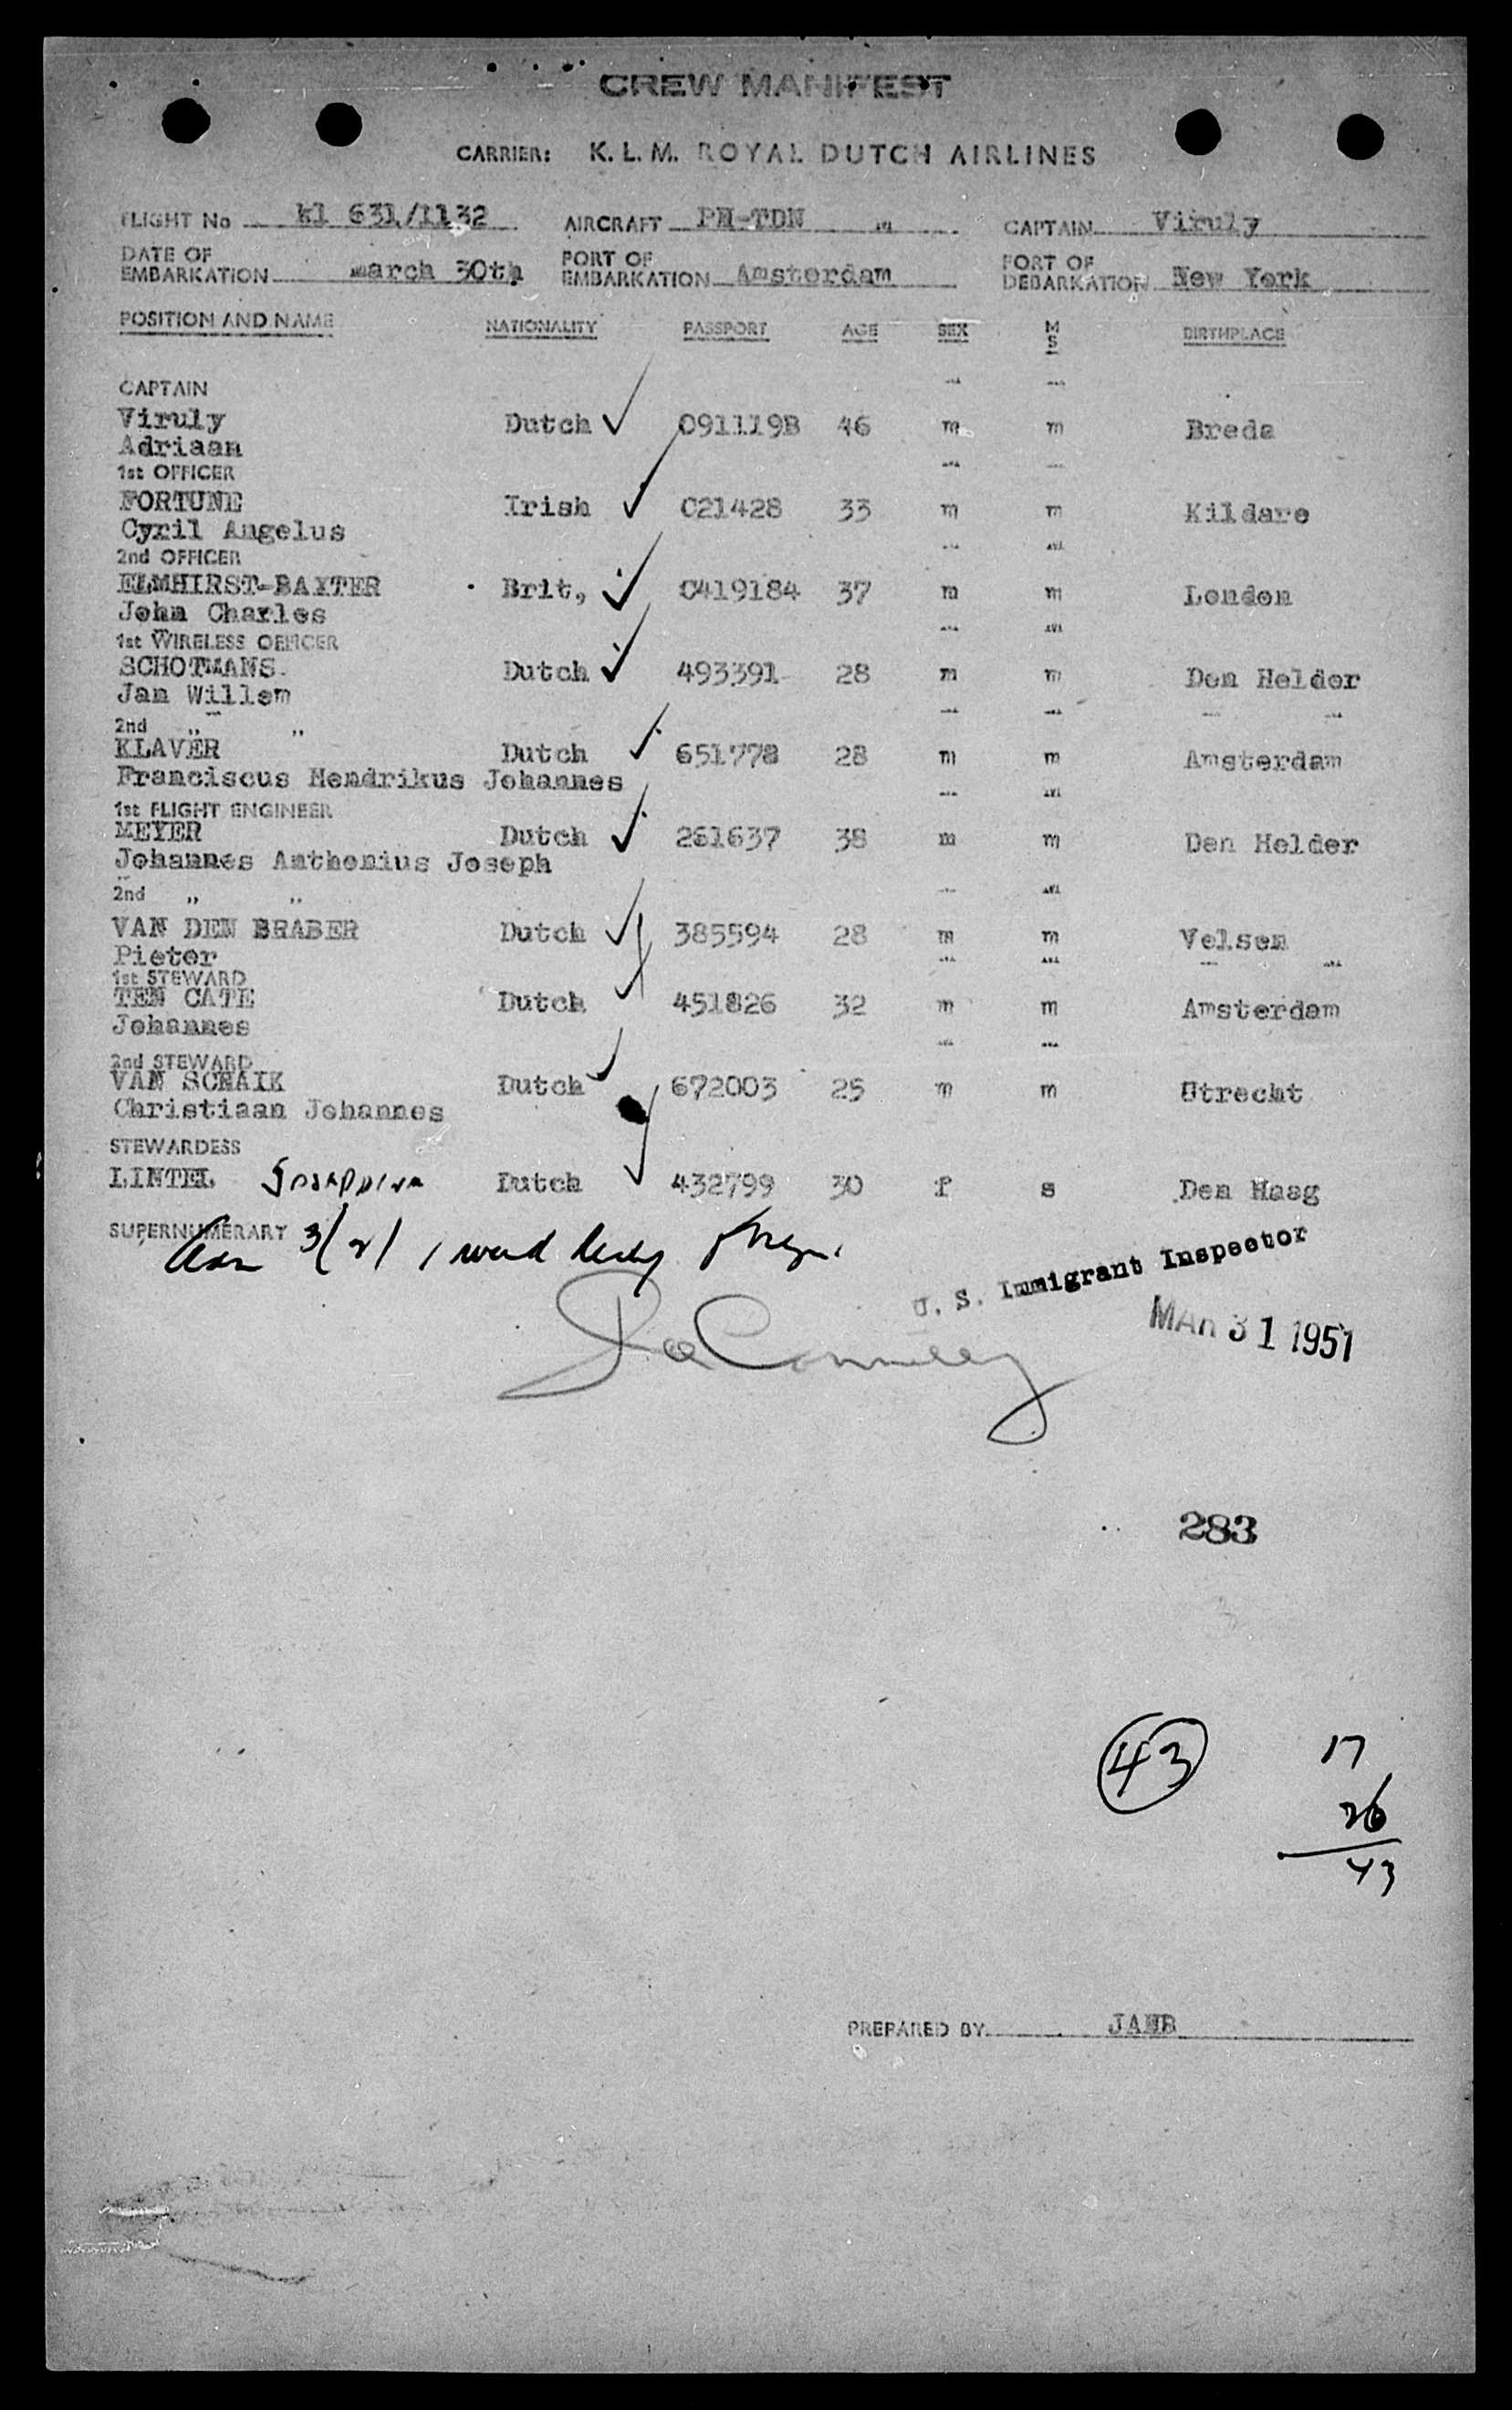 CREW MANIFEST
CARRIER: K. L. M. ROYAL DUTCH AIRLINES
FLIGHT No kl 631/1132 AIRCRAFT PH-TDN CAPTAIN Viruly
DATE OF EMBARKATION march 30th PORT OF EMBARKATION Amsterdam PORT OF DEBARKATION New York
POSITION AND NAME NATIONALITY PASSPORT AGE SEX M S BIRTHPLACE
CAPTAIN
Viruly Dutch 091119B 46 m m Breda
Adriaan
1st OFFICER
FORTUNE Irish C21428 33 m m Kildare
Cyril Angelus
2nd OFFICER
ELMHIRST-BAXTER Brit, C419184 37 m m London
John Charles
1st WIRELESS OFFICER
SCHOTMANS Dutch 493391 28 m m Den Helder
Jan Willem
2nd " "
KLAVER Dutch 651778 28 m m Amsterdam
Franciscus Hendrikus Johannes
1st FLIGHT ENGINEER
MEYER Dutch 261637 38 m m Den Helder
Johannes Anthonius Joseph
2nd " "
VAN DEN BRABER Dutch 385594 28 m m Velsen
Pieter
1st STEWARD
TEN CATE Dutch 451826 32 m m Amsterdam
Johannes
2nd STEWARD
VAN SCHAIK Dutch 672003 25 m m Utrecht
Christiaan Johannes
STEWARDESS
LINTEL Dutch 432799 30 f s Den Haag
SUPERNUMERARY
U. S. Immigrant Inspector
MAR 31 1951
283
43 17
26
43
PREPARED BY JANB